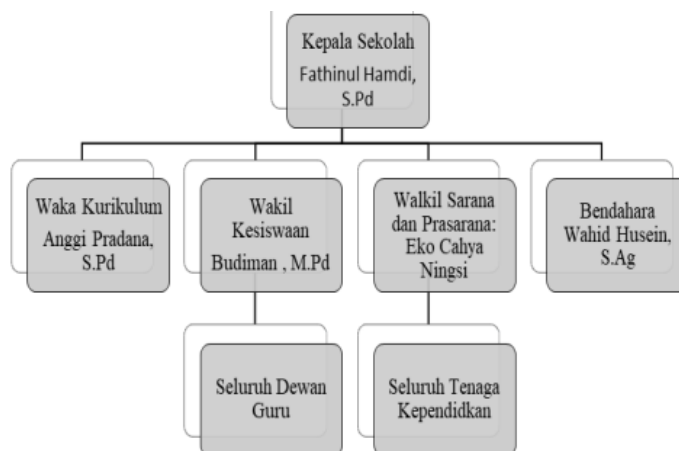 Kepala Sekolah
Fathinul Hamdi,
S.Pd
Waka Kurikulum
Anggi Pradana,
S.Pd
Wakil
Kesiswaan
Budiman , M.Pd
Walkil Sarana
dan Prasarana:
Eko Cahya
Ningsi
Bendahara
Wahid Husein,
S.Ag
Seluruh Dewan
Guru
Seluruh Tenaga
Kependidkan